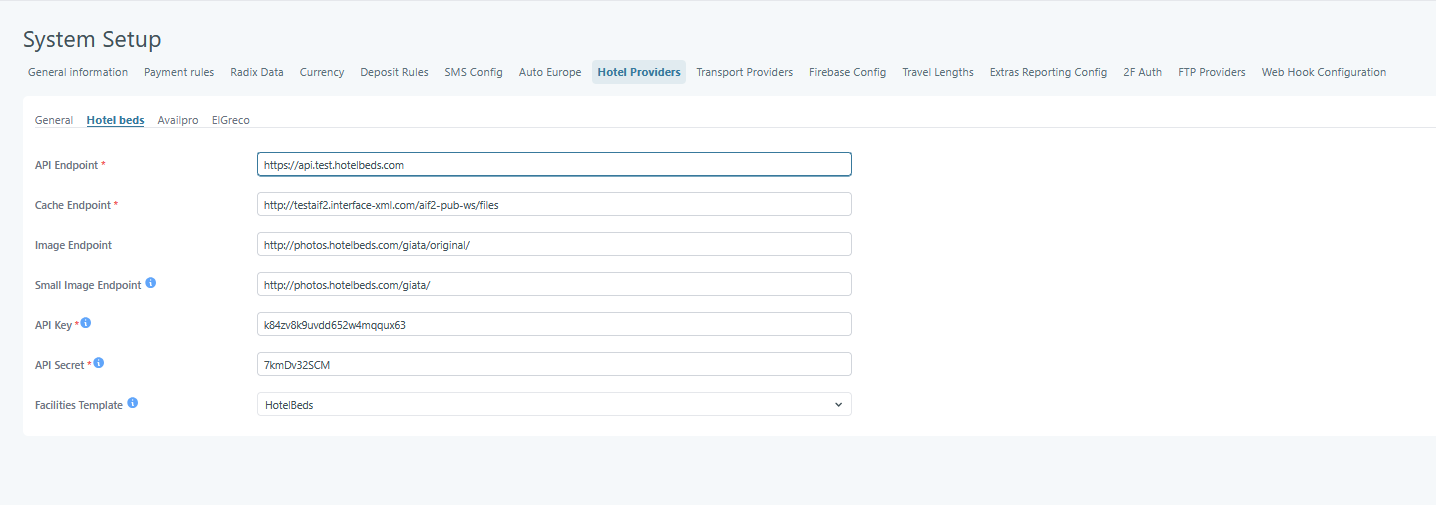 System Setup
General information Payment rules Radix Data Currency Deposit Rules SMS Config Auto Europe Hotel Providers Transport Providers Firebase Config Travel Lengths Extras Reporting Config 2F Auth FTP Providers Web Hook Configuration
General Hotel beds Availpro ElGreco
API Endpoint * https://api.test.hotelbeds.com
Cache Endpoint * http://testaif2.interface-xml.com/aif2-pub-ws/files
Image Endpoint http://photos.hotelbeds.com/giata/original/
Small Image Endpoint http://photos.hotelbeds.com/giata/
API Key * k84zv8k9uvdd652w4mqqux63
API Secret * 7kmDv32SCM
Facilities Template HotelBeds